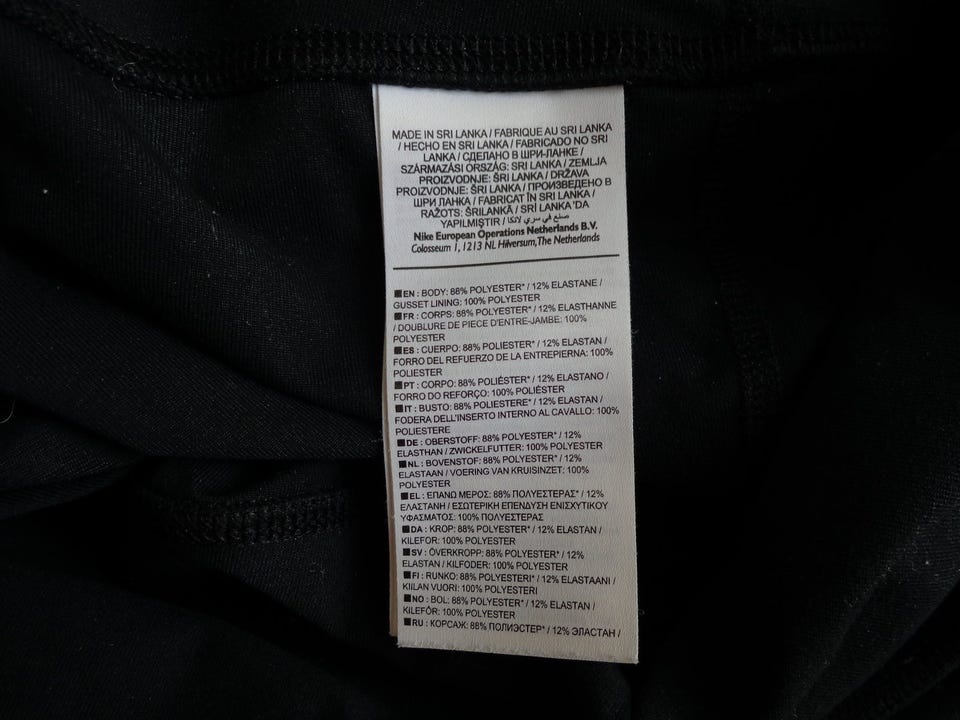 MADE IN SRI LANKA / FABRIQUE AU SRI LANKA
/ HECHO EN SRI LANKA / FABRICADO NO SRI
LANKA / СДЕЛАНО В ШРИ-ЛАНКЕ /
SZÁRMAZÁSI ORSZÁG: SRI LANKA / ZEMLJA
PROIZVODNJE: ŠRI LANKA / DRŽAVA
PROIZVODNJE: ŠRI LANKA / ПРОИЗВЕДЕНО В
ШРИ ЛАНКА / FABRICAT ÎN SRI LANKA /
RAŽOTS: ŠRILANKĀ / SRİ LANKA'DA
YAPILMIŞTIR / صنع في سري لانكا
Nike European Operations Netherlands B.V.
Colosseum 1, 1213 NL Hilversum, The Netherlands
EN : BODY: 88% POLYESTER* / 12% ELASTANE /
GUSSET LINING: 100% POLYESTER
FR : CORPS: 88% POLYESTER* / 12% ELASTHANNE
/ DOUBLURE DE PIECE D'ENTRE-JAMBE: 100%
POLYESTER
ES : CUERPO: 88% POLIESTER* / 12% ELASTAN /
FORRO DEL REFUERZO DE LA ENTREPIERNA: 100%
POLIESTER
PT : CORPO: 88% POLIÉSTER* / 12% ELASTANO /
FORRO DO REFORÇO: 100% POLIÉSTER
IT : BUSTO: 88% POLIESTERE* / 12% ELASTAN /
FODERA DELL'INSERTO INTERNO AL CAVALLO: 100%
POLIESTERE
DE : OBERSTOFF: 88% POLYESTER* / 12%
ELASTHAN / ZWICKELFUTTER: 100% POLYESTER
NL : BOVENSTOF: 88% POLYESTER* / 12%
ELASTAAN / VOERING VAN KRUISINZET: 100%
POLYESTER
EL : ΕΠΑΝΩ ΜΕΡΟΣ: 88% ΠΟΛΥΕΣΤΕΡΑΣ* / 12%
ΕΛΑΣΤΑΝΗ / ΕΣΩΤΕΡΙΚΗ ΕΠΕΝΔΥΣΗ ΕΝΙΣΧΥΤΙΚΟΥ
ΥΦΑΣΜΑΤΟΣ: 100% ΠΟΛΥΕΣΤΕΡΑΣ
DA : KROP: 88% POLYESTER* / 12% ELASTAN /
KILEFOR: 100% POLYESTER
SV : ÖVERKROPP: 88% POLYESTER* / 12%
ELASTAN / KILFODER: 100% POLYESTER
FI : RUNKO: 88% POLYESTERI* / 12% ELASTAANI /
KIILAN VUORI: 100% POLYESTERI
NO : BOL: 88% POLYESTER* / 12% ELASTAN /
KILEFÔR: 100% POLYESTER
RU : КОРСАЖ: 88% ПОЛИЭСТЕР* / 12% ЭЛАСТАН /